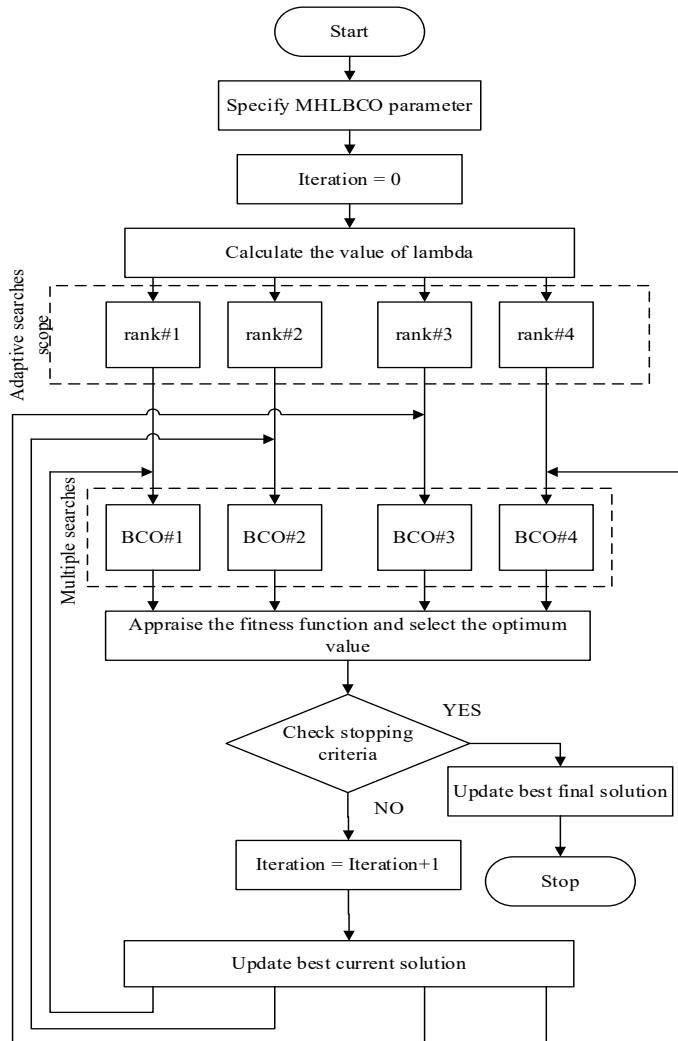 Start
Specify MHLBCO parameter
Iteration = 0
Calculate the value of lambda
Adaptive searches
scope
rank#1
rank#2
rank#3
rank#4
Multiple searches
BCO#1
BCO#2
BCO#3
BCO#4
Appraise the fitness function and select the optimum
value
Check stopping
criteria
YES
Update best final solution
NO
Iteration = Iteration+1
Stop
Update best current solution